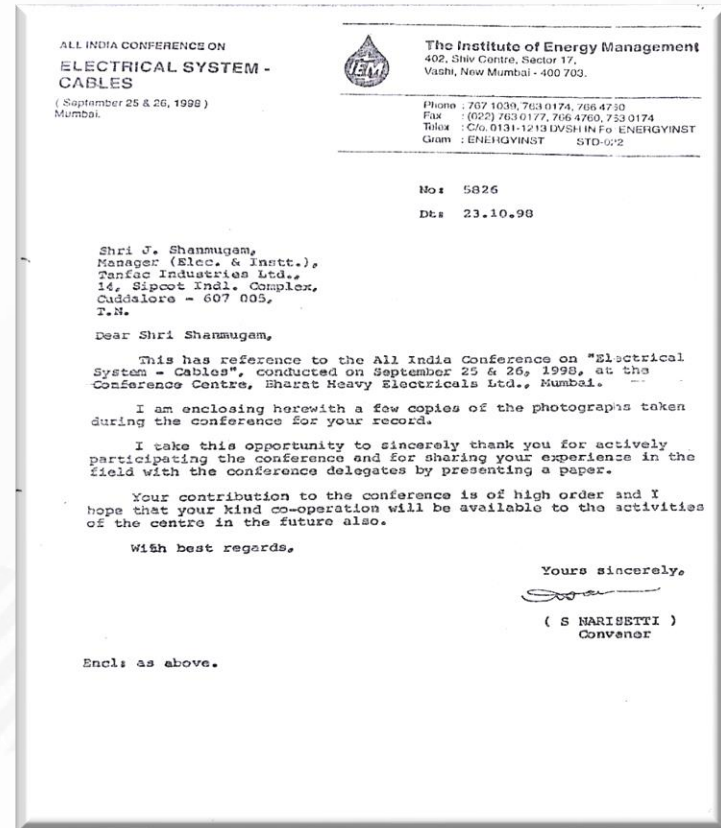 ALL INDIA CONFERENCE ON
ELECTRICAL SYSTEM -
CABLES
( September 25 & 26, 1998 )
Mumbai.
IEM
The Institute of Energy Management
402, Shiv Centre, Sector 17,
Vashi, New Mumbai - 400 703.
Phone : 767 1039, 763 0174, 766 4760
Fax : (022) 763 0177, 766 4760, 763 0174
Telex : C/o. 0131-1213 DVSH IN Fo ENERGYINST
Gram : ENERGYINST STD-022
No: 5826
Dt: 23.10.98
Shri J. Shanmugam,
Manager (Elec. & Instt.),
Tanfac Industries Ltd.,
14, Sipcot Indl. Complex,
Cuddalore - 607 005,
T.N.
Dear Shri Shanmugam,
This has reference to the All India Conference on "Electrical
System - Cables", conducted on September 25 & 26, 1998, at the
Conference Centre, Bharat Heavy Electricals Ltd., Mumbai.
I am enclosing herewith a few copies of the photographs taken
during the conference for your record.
I take this opportunity to sincerely thank you for actively
participating the conference and for sharing your experience in the
field with the conference delegates by presenting a paper.
Your contribution to the conference is of high order and I
hope that your kind co-operation will be available to the activities
of the centre in the future also.
With best regards,
Yours sincerely,
( S NARISETTI )
Convenor
Encl: as above.